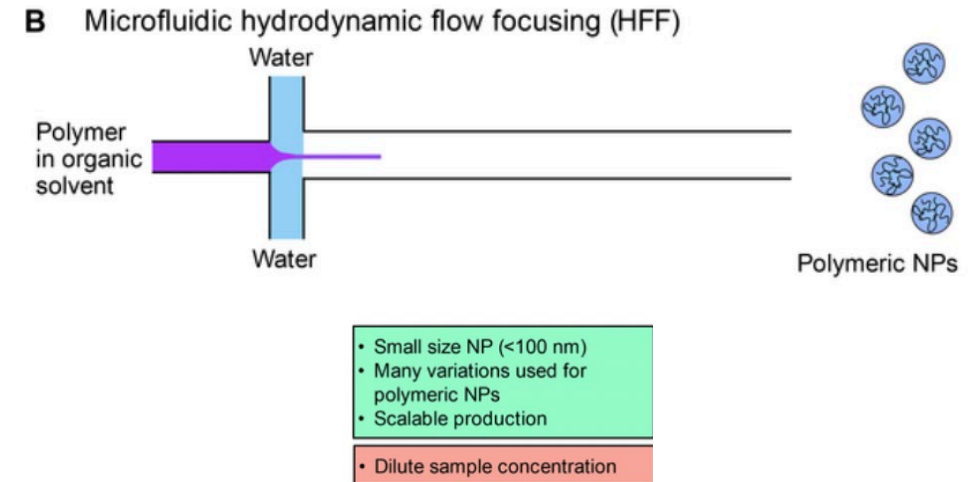 B Microfluidic hydrodynamic flow focusing (HFF)
Water
Polymer
in organic
solvent
Water
Polymeric NPs
• Small size NP (<100 nm)
• Many variations used for
polymeric NPs
• Scalable production
• Dilute sample concentration